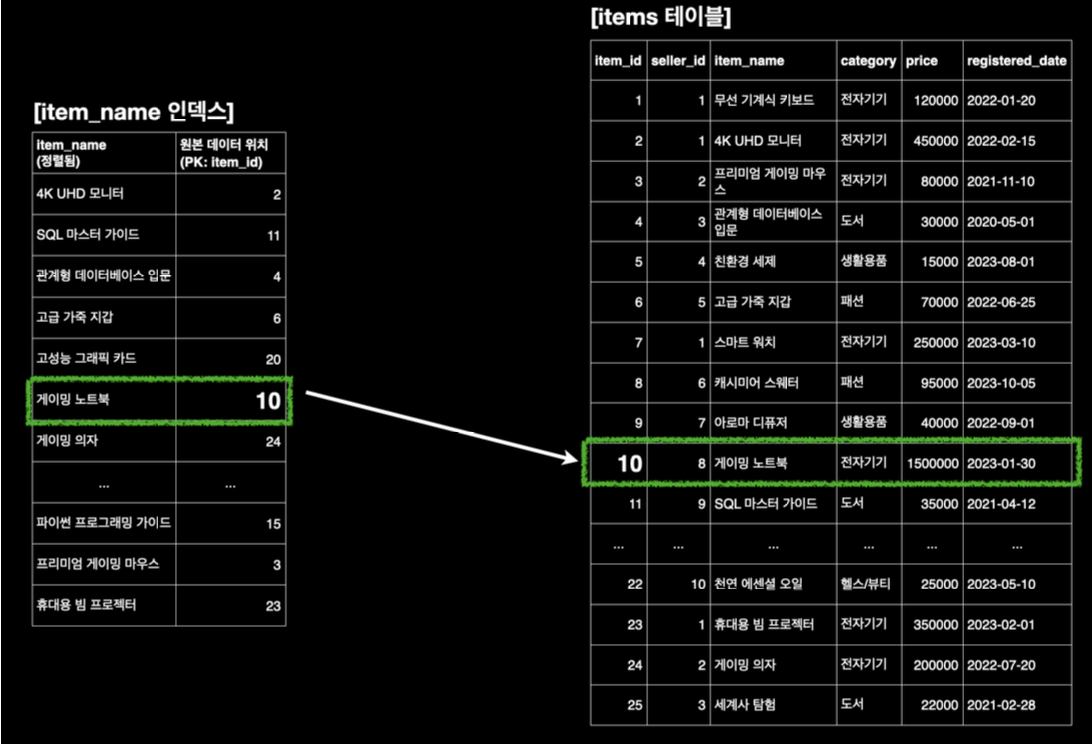 [items 테이블]
item_id seller_id item_name category price registered_date
1 1 무선 기계식 키보드 전자기기 120000 2022-01-20
2 1 4K UHD 모니터 전자기기 450000 2022-02-15
3 2 프리미엄 게이밍 마우
스 전자기기 80000 2021-11-10
4 3 관계형 데이터베이스
입문 도서 30000 2020-05-01
5 4 친환경 세제 생활용품 15000 2023-08-01
6 5 고급 가죽 지갑 패션 70000 2022-06-25
7 1 스마트 워치 전자기기 250000 2023-03-10
8 6 캐시미어 스웨터 패션 95000 2023-10-05
9 7 아로마 디퓨저 생활용품 40000 2022-09-01
10 8 게이밍 노트북 전자기기 1500000 2023-01-30
11 9 SQL 마스터 가이드 도서 35000 2021-04-12
... ... ... ... ... ...
22 10 천연 에센셜 오일 헬스/뷰티 25000 2023-05-10
23 1 휴대용 빔 프로젝터 전자기기 350000 2023-02-01
24 2 게이밍 의자 전자기기 200000 2022-07-20
25 3 세계사 탐험 도서 22000 2021-02-28
[item_name 인덱스]
item_name 원본 데이터 위치
(정렬됨) (PK: item_id)
4K UHD 모니터 2
SQL 마스터 가이드 11
관계형 데이터베이스 입문 4
고급 가죽 지갑 6
고성능 그래픽 카드 20
게이밍 노트북 10
게이밍 의자 24
... ...
파이썬 프로그래밍 가이드 15
프리미엄 게이밍 마우스 3
휴대용 빔 프로젝터 23